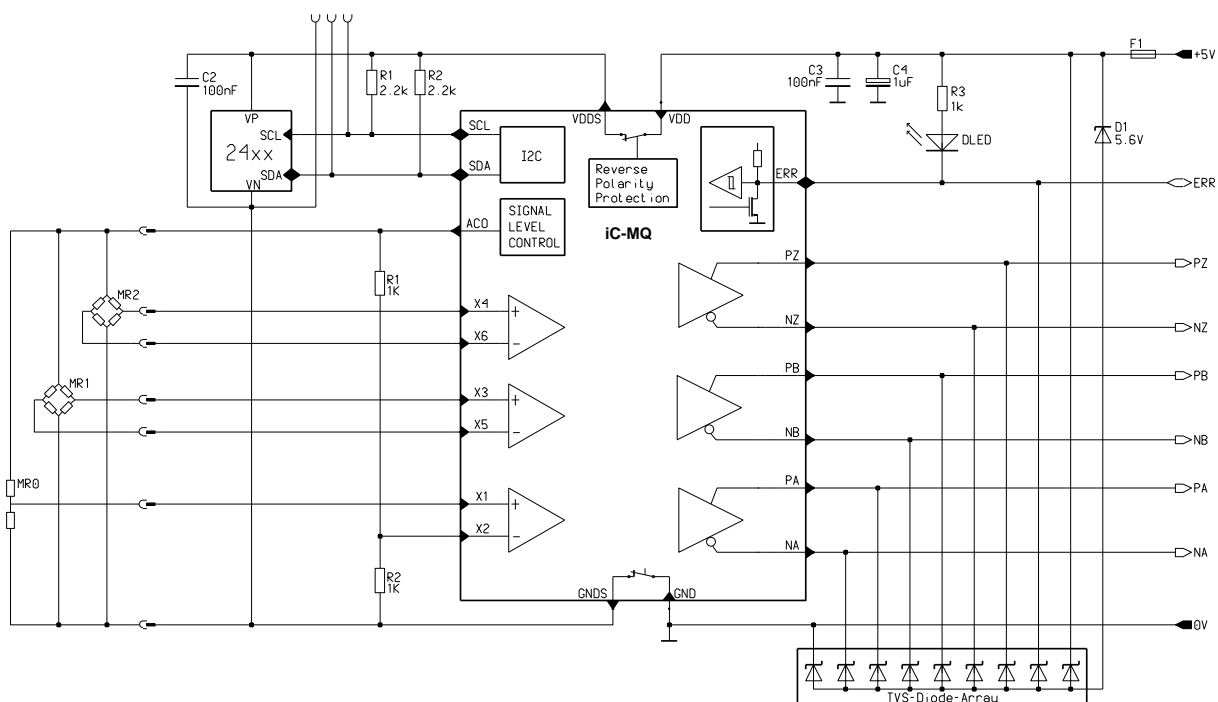 F1
+5V
C2
100nF
R1
2.2k
R2
2.2k
C3
100nF
C4
1uF
R3
1k
DLED
D1
5.6V
VP
SCL
24xx
SDA
VN
VDDS
VDD
SCL
SDA
I2C
Reverse
Polarity
Protection
ERR
ERR
ACO
SIGNAL
LEVEL
CONTROL
iC-MQ
R1
1K
MR2
X4
X6
+
-
PZ
PZ
NZ
NZ
MR1
X3
X5
+
-
PB
PB
NB
NB
MR0
X1
X2
+
-
PA
PA
NA
NA
R2
1K
GNDS
GND
0V
TVS-Diode-Array